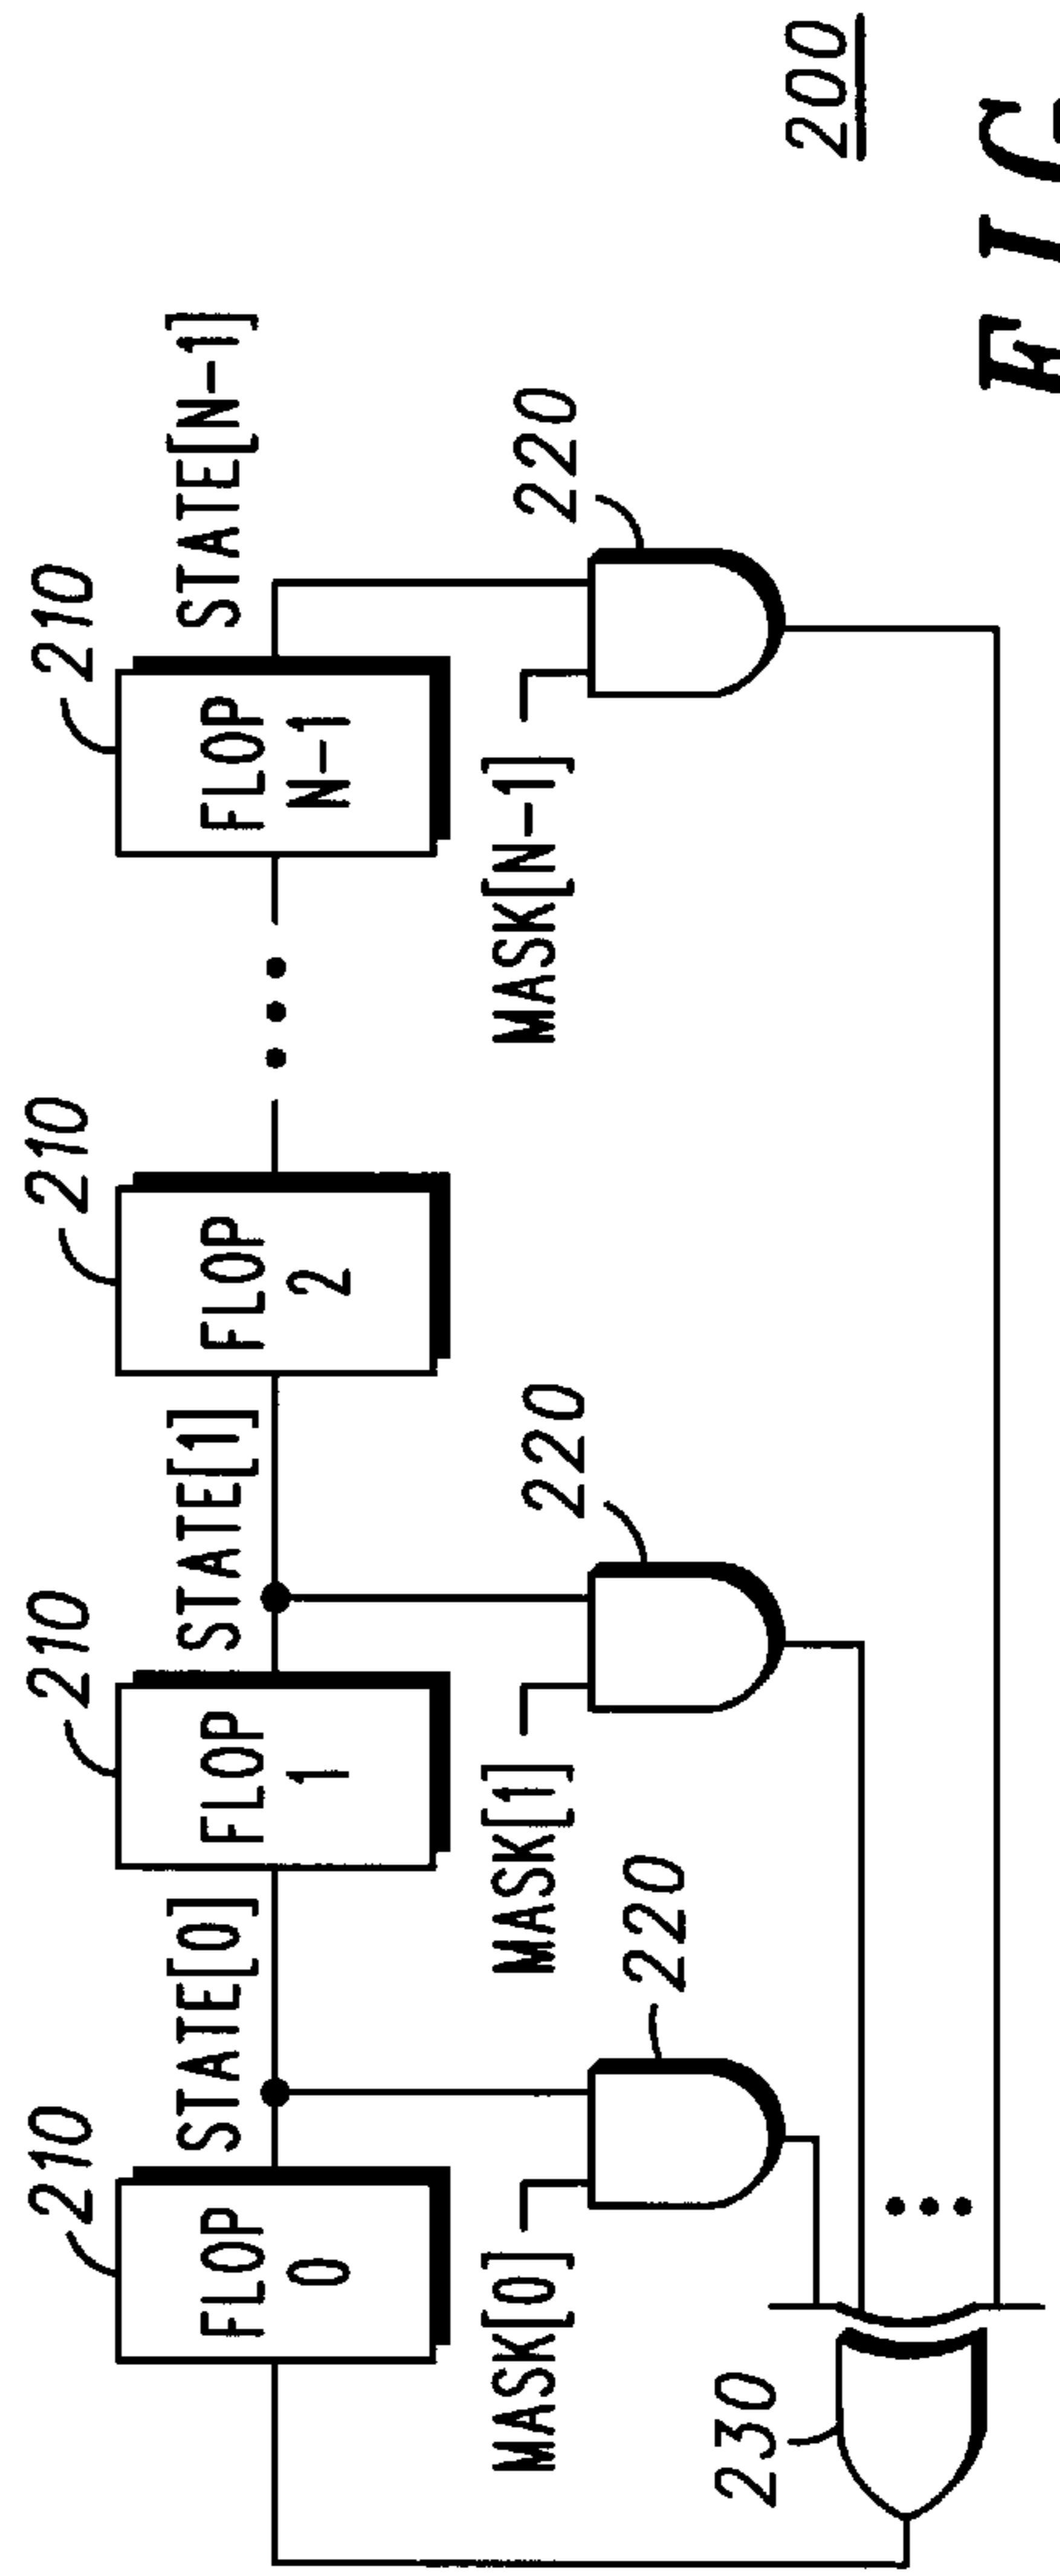 210
210
210
210
FLOP
0
STATE[0]
FLOP
1
STATE[1]
FLOP
2
FLOP
N-1
STATE[N-1]
MASK[0]
220
MASK[1]
220
MASK[N-1]
220
230
200
FIG